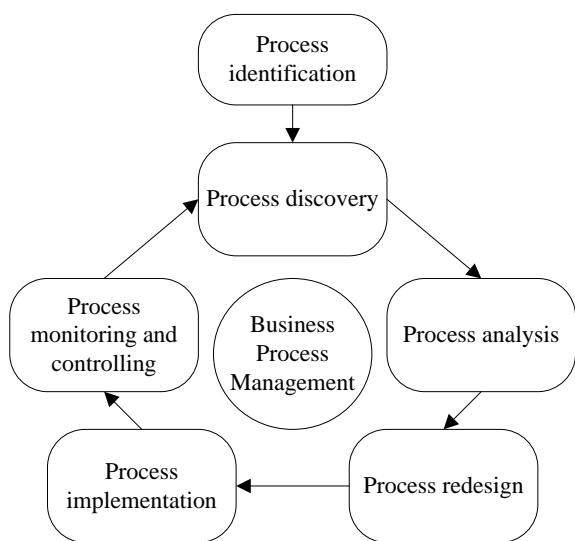 Process
identification
Process discovery
Process analysis
Process redesign
Process
implementation
Process
monitoring and
controlling
Business
Process
Management